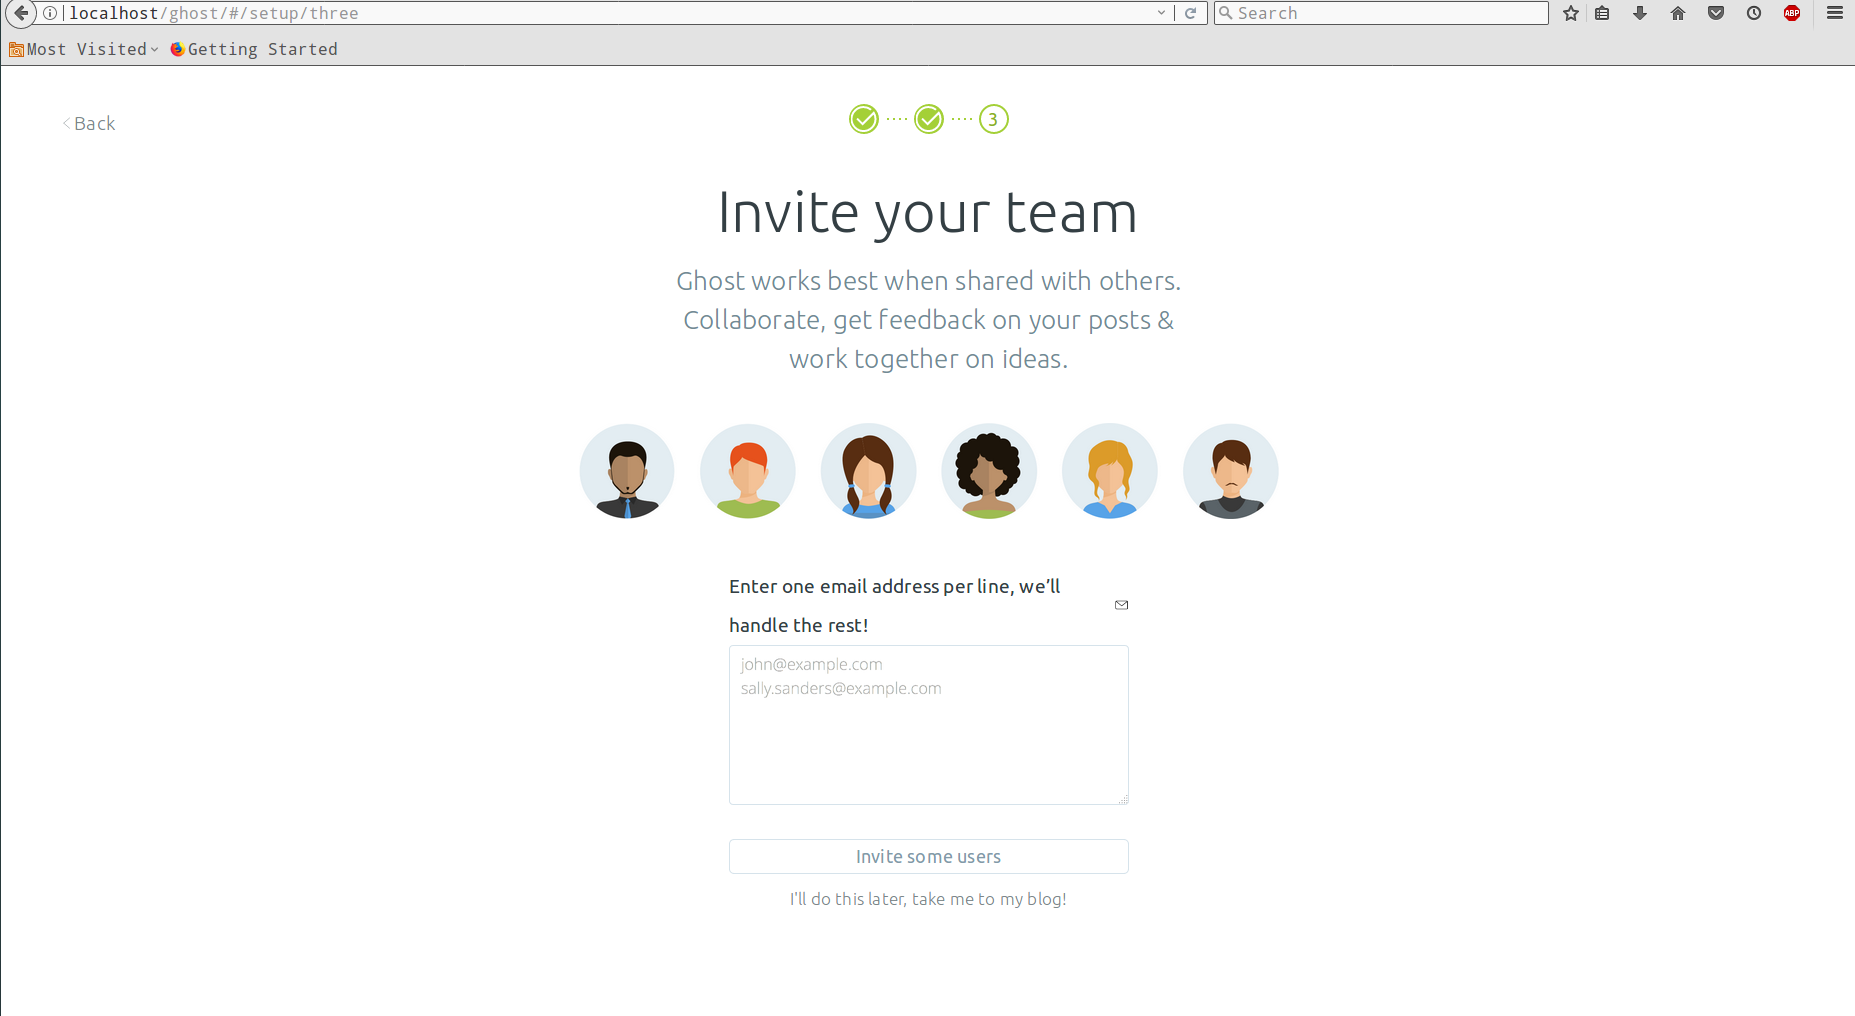 localhost/ghost/#/setup/three
Search
ABP
Most Visited
Getting Started
Back
3
Invite your team
Ghost works best when shared with others.
Collaborate, get feedback on your posts &
work together on ideas.
Enter one email address per line, we’ll
handle the rest!
john@example.com
sally.sanders@example.com
Invite some users
I'll do this later, take me to my blog!